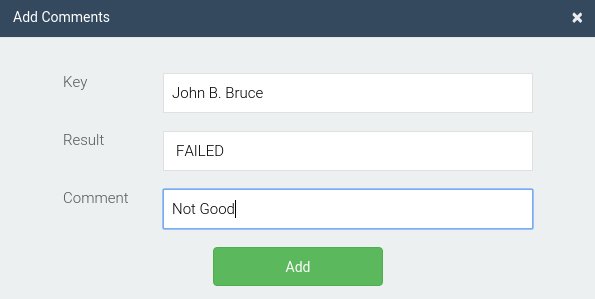 Add Comments
Key
John B. Bruce
Result
FAILED
Comment
Not Good
Add